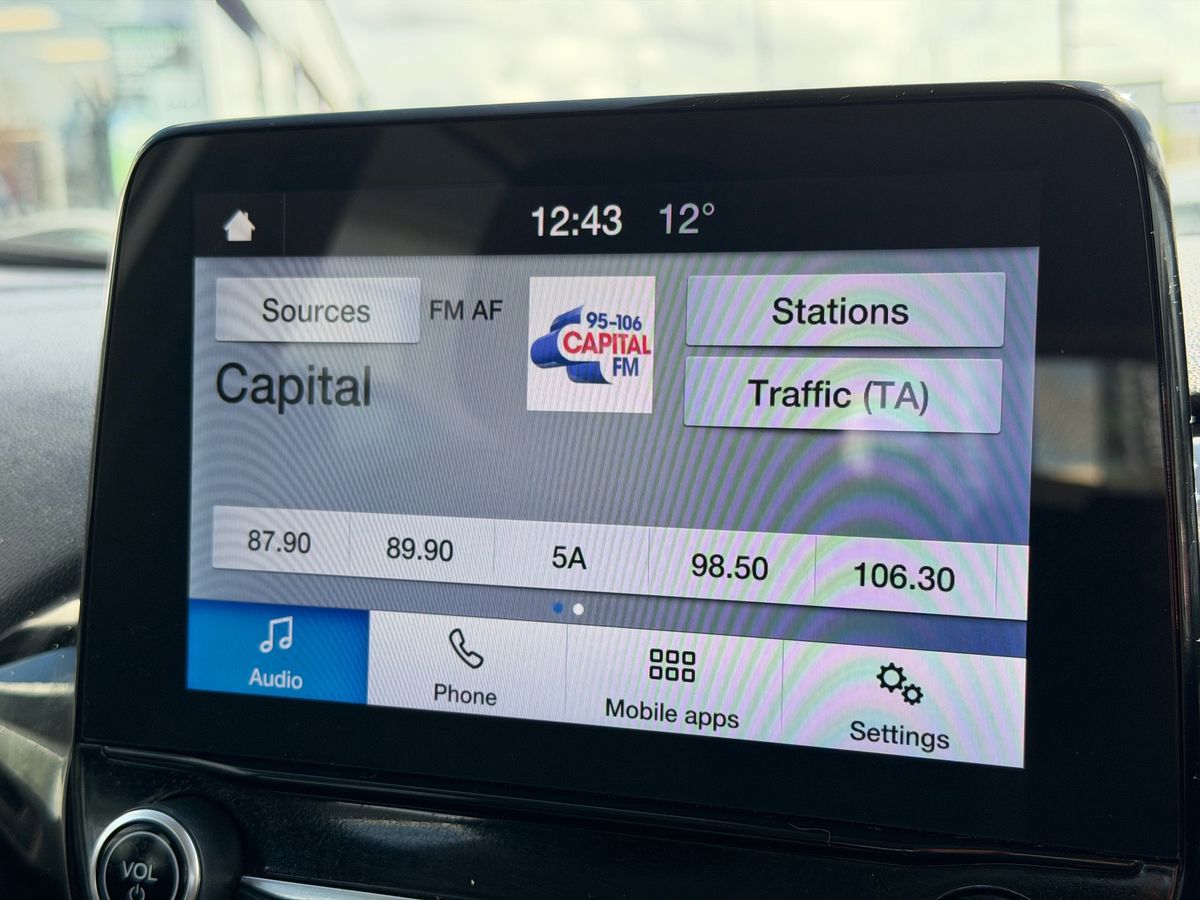 12:43 12°
Sources FM AF
95-106
CAPITAL
FM
Stations
Capital
Traffic (TA)
87.90 89.90 5A 98.50 106.30
Audio Phone Mobile apps Settings
VOL